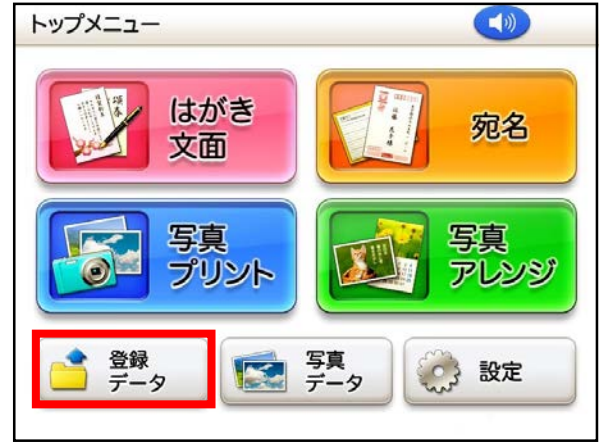 トップメニュー
はがき
文面
宛名
写真
プリント
写真
アレンジ
登録
データ
写真
データ
設定